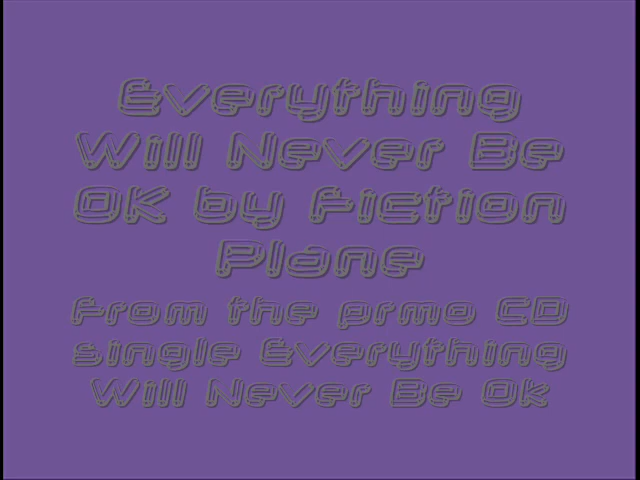 Everything
Will Never Be
OK by Fiction
Plane
from the prmo CD
single Everything
Will Never Be Ok